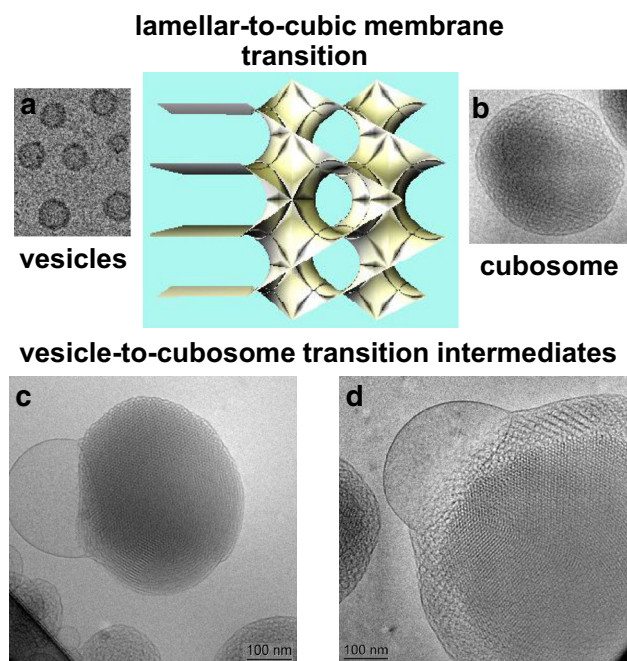 lamellar-to-cubic membrane
transition
a
b
vesicles
cubosome
vesicle-to-cubosome transition intermediates
c
d
100 nm
100 nm